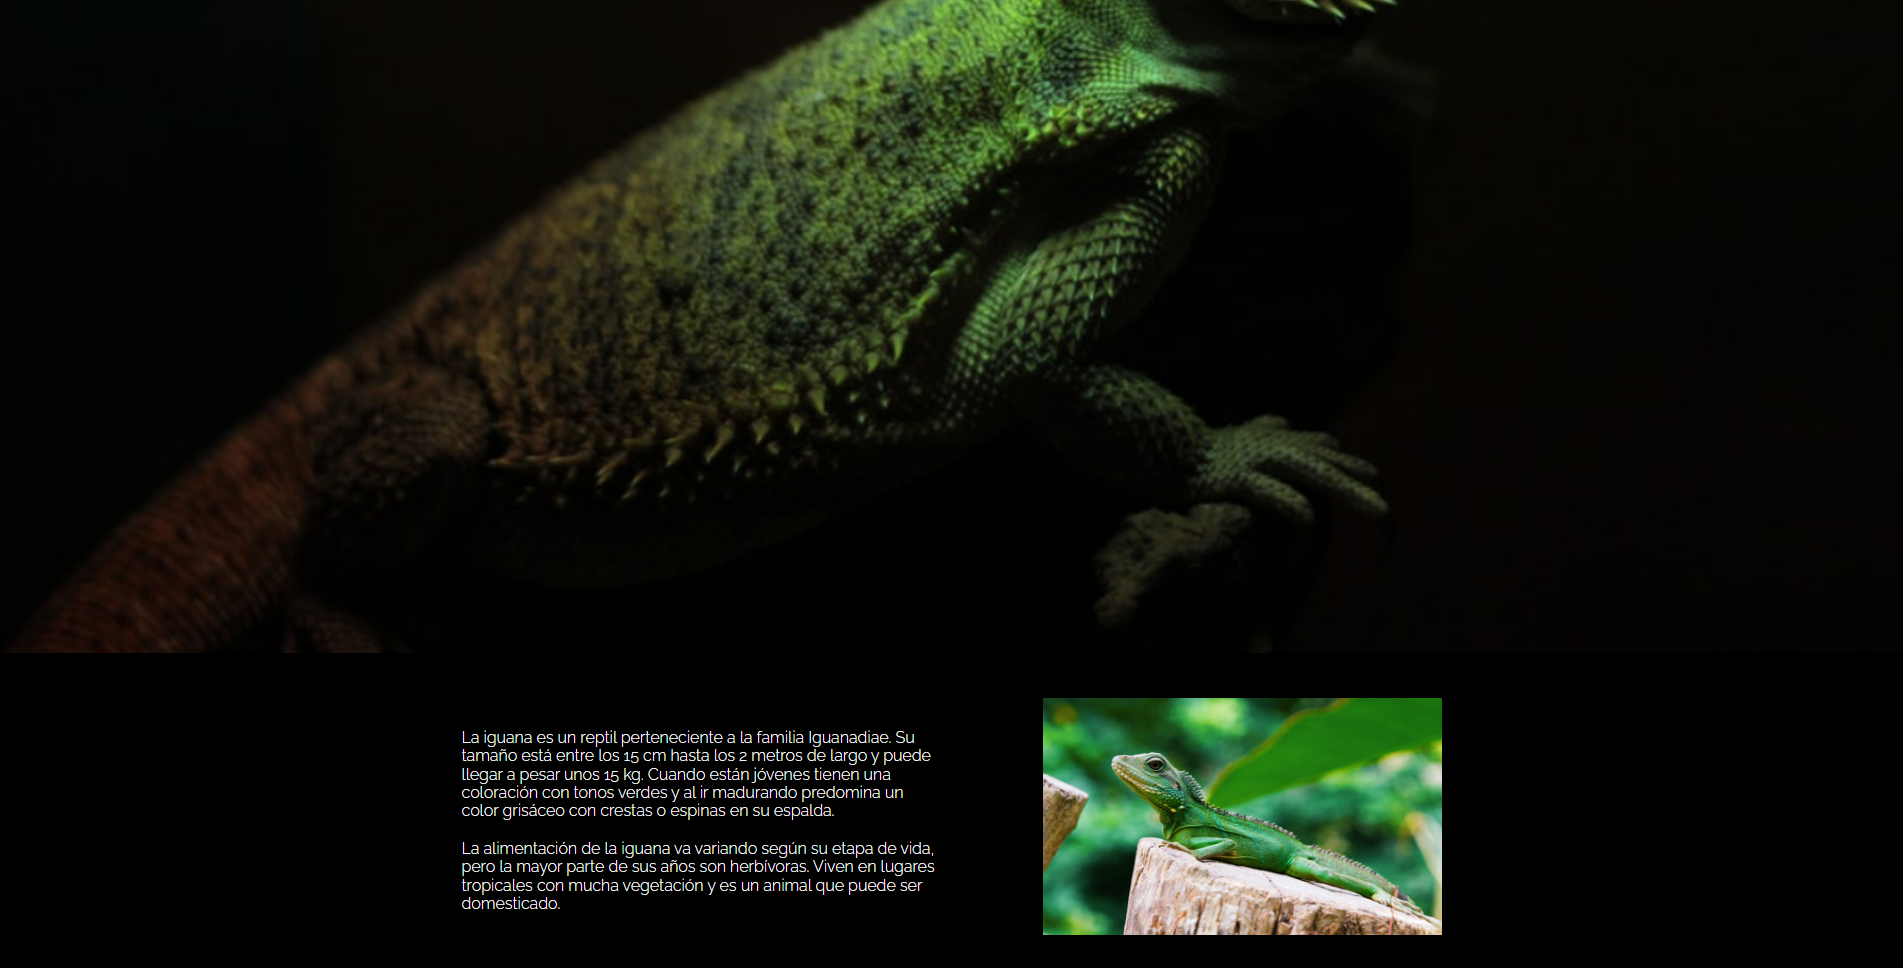 La iguana es un reptil perteneciente a la familia Iguanadiae. Su
tamaño está entre los 15 cm hasta los 2 metros de largo y puede
llegar a pesar unos 15 kg. Cuando están jóvenes tienen una
coloración con tonos verdes y al ir madurando predomina un
color grisáceo con crestas o espinas en su espalda.
La alimentación de la iguana va variando según su etapa de vida,
pero la mayor parte de sus años son herbívoras. Viven en lugares
tropicales con mucha vegetación y es un animal que puede ser
domesticado.